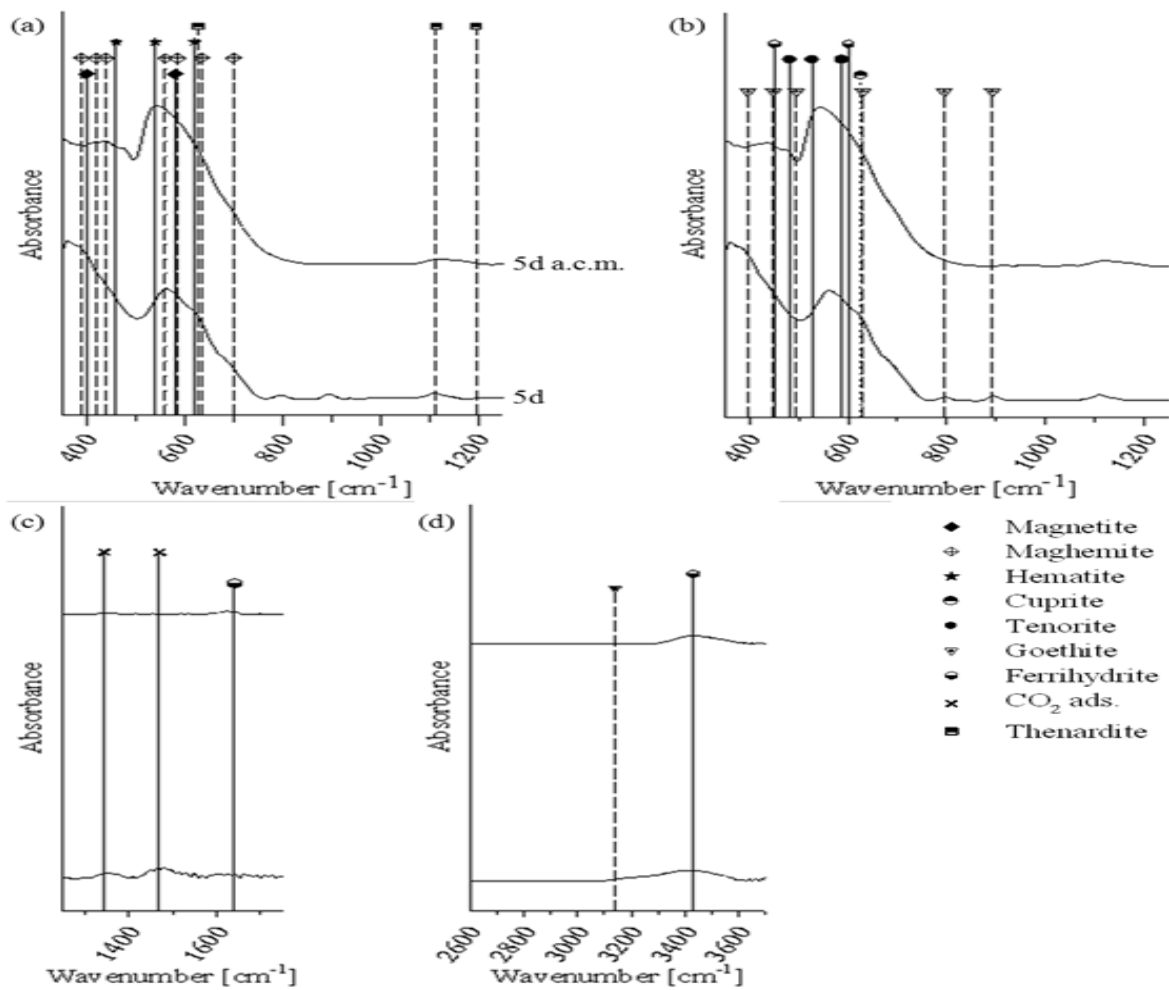 (a)
Absorbance
5d a.c.m.
5d
400 600 800 1000 1200
Wavenumber [cm⁻¹]
(b)
Absorbance
400 600 800 1000 1200
Wavenumber [cm⁻¹]
(c)
Absorbance
1400 1600
Wavenumber [cm⁻¹]
(d)
Absorbance
2600 2800 3000 3200 3400 3600
Wavenumber [cm⁻¹]
Magnetite
Maghemite
Hematite
Cuprite
Tenorite
Goethite
Ferrihydrite
CO₂ ads.
Thenardite